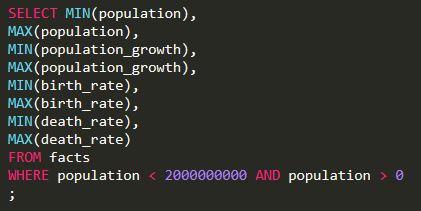 SELECT MIN(population),
MAX(population),
MIN(population_growth),
MAX(population_growth),
MIN(birth_rate),
MAX(birth_rate),
MIN(death_rate),
MAX(death_rate)
FROM facts
WHERE population < 2000000000 AND population > 0
;